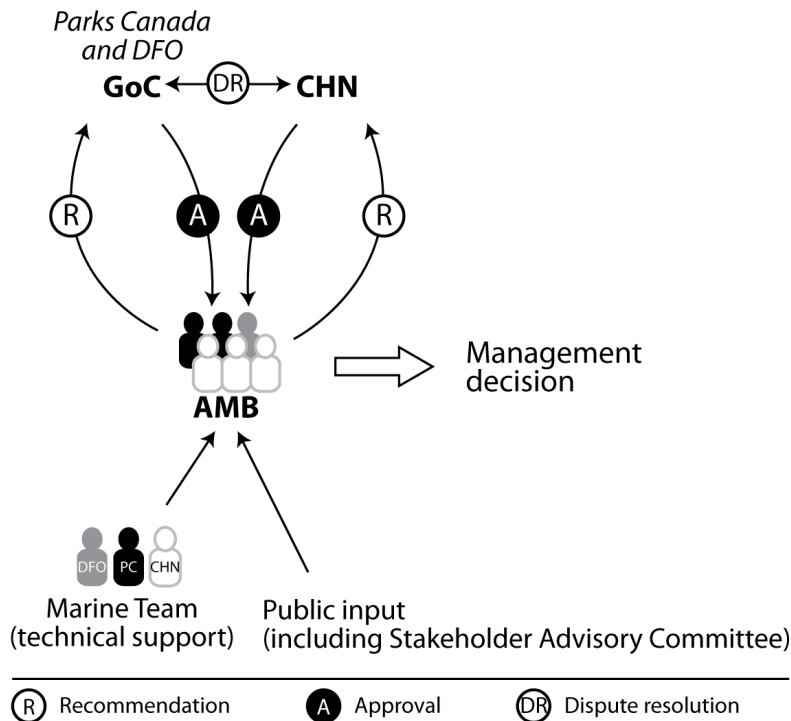 Parks Canada
and DFO
GoC
DR
CHN
R
A
A
R
AMB
Management
decision
DFO
PC
CHN
Marine Team
(technical support)
Public input
(including Stakeholder Advisory Committee)
R Recommendation
A Approval
DR Dispute resolution